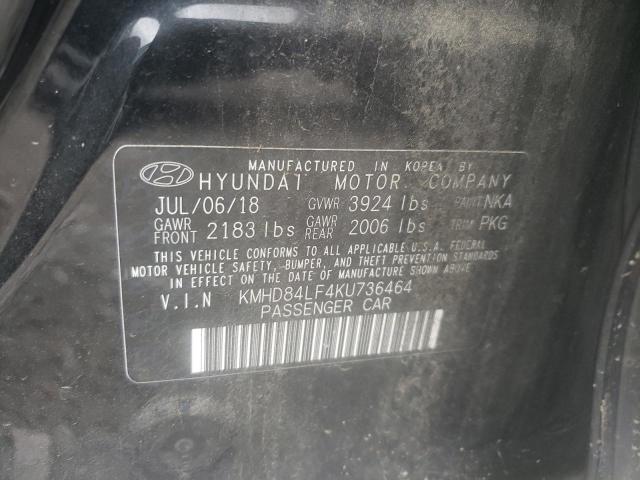 MANUFACTURED IN KOREA BY
HYUNDAI MOTOR COMPANY
JUL/06/18 GVWR 3924 lbs PAINT NKA
GAWR FRONT 2183 lbs GAWR REAR 2006 lbs TRIM PKG
THIS VEHICLE CONFORMS TO ALL APPLICABLE U.S.A. FEDERAL
MOTOR VEHICLE SAFETY, BUMPER, AND THEFT PREVENTION STANDARDS
IN EFFECT ON THE DATE OF MANUFACTURE SHOWN ABOVE.
V.I.N KMHD84LF4KU736464
PASSENGER CAR